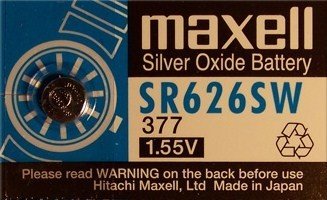 maxell
Silver Oxide Battery
SR626SW
377
1.55V
Please read WARNING on the back before use
Hitachi Maxell, Ltd Made in Japan